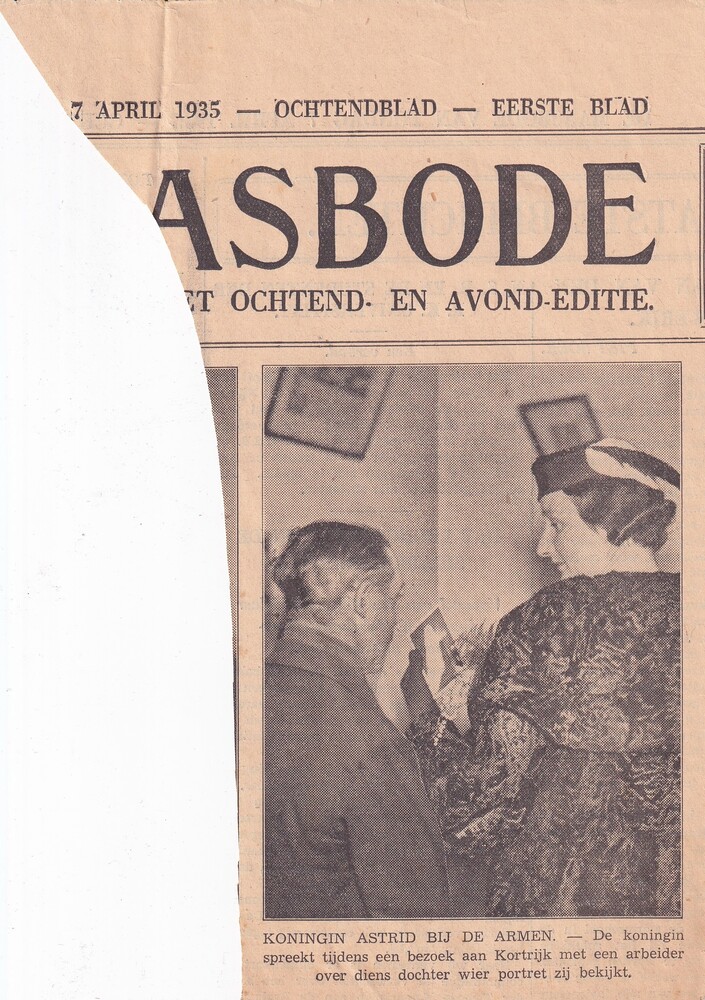 7 APRIL 1935 — OCHTENDBLAD — EERSTE BLAD
ASBODE
ET OCHTEND- EN AVOND-EDITIE.
KONINGIN ASTRID BIJ DE ARMEN. — De koningin
spreekt tijdens een bezoek aan Kortrijk met een arbeider
over diens dochter wier portret zij bekijkt.